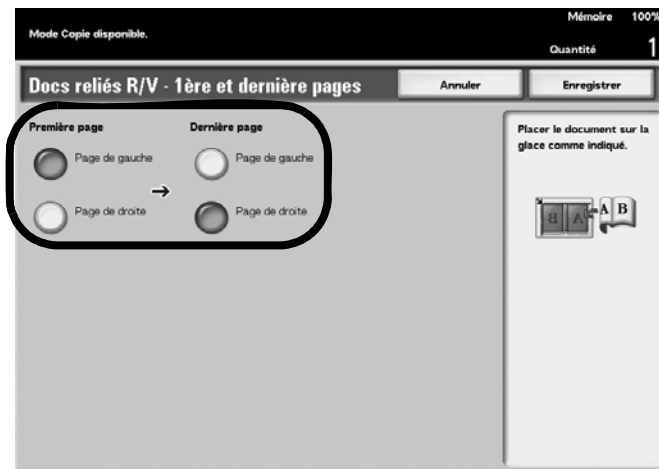 Mémoire 100%
Mode Copie disponible.
Quantité 1
Docs reliés R/V - 1ère et dernière pages
Annuler
Enregistrer
Première page
Dernière page
Page de gauche
Page de gauche
→
Page de droite
Page de droite
Placer le document sur la
glace comme indiqué.
B A A B